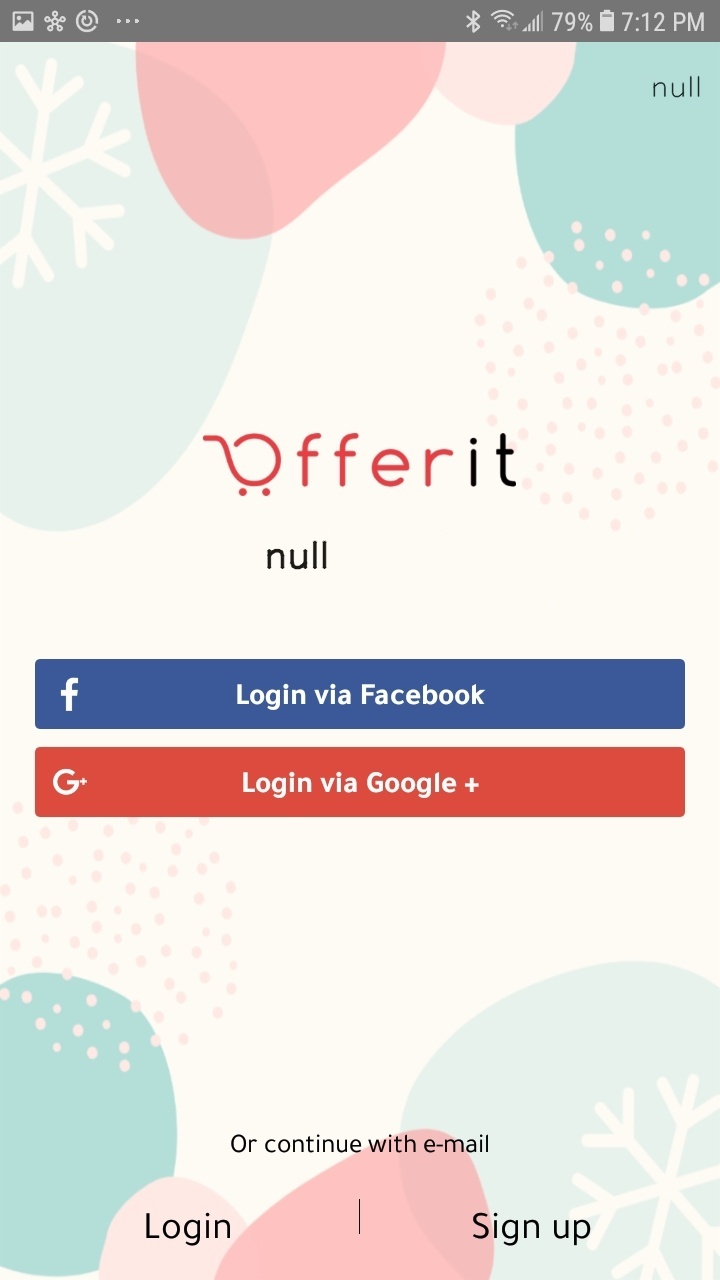 79% 7:12 PM
null
Offerit
null
Login via Facebook
G+ Login via Google +
Or continue with e-mail
Login Sign up